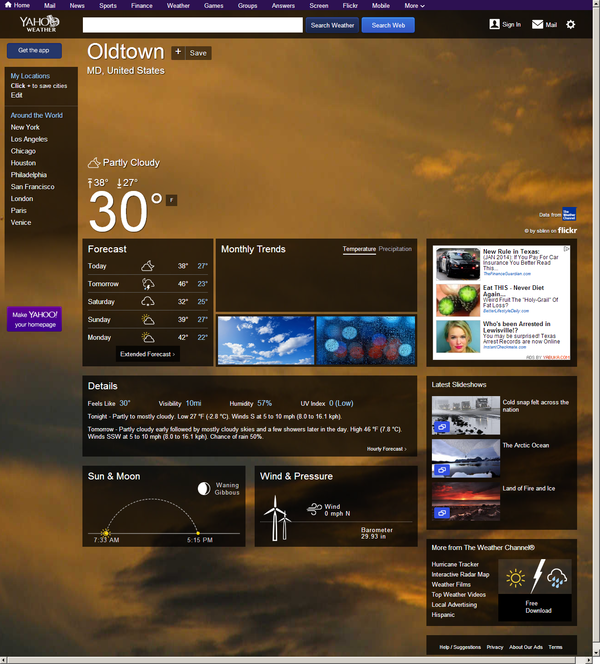 Home Mail News Sports Finance Weather Games Groups Answers Screen Flickr Mobile More
YAHOO!
WEATHER
Search Weather
Search Web
Sign In
Mail
Get the app
My Locations
Click + to save cities
Edit
Around the World
New York
Los Angeles
Chicago
Houston
Philadelphia
San Francisco
London
Paris
Venice
Make YAHOO!
your homepage
Oldtown
+ Save
MD, United States
Partly Cloudy
38° 27°
30° F
Data from The Weather Channel
© by sblen on flickr
Forecast
Today 38° 27°
Tomorrow 46° 23°
Saturday 32° 25°
Sunday 39° 27°
Monday 42° 22°
Extended Forecast ›
Monthly Trends
Temperature Precipitation
New Rule in Texas:
(JAN 2014): If You Pay For Car
Insurance You Better Read
This...
TheFinanceGuardian.com
Eat THIS - Never Diet
Again...
Weird Fruit The "Holy-Grail" Of
Fat Loss?
BetterLifestyleDaily.com
Who's been Arrested in
Lewisville!?
You may be surprised! Texas
Arrest Records are now Online
InstantCheckmate.com
ADS BY YABUKA.COM
Details
Feels Like 30° Visibility 10mi Humidity 57% UV Index 0 (Low)
Tonight - Partly to mostly cloudy. Low 27 °F (-2.8 °C). Winds S at 5 to 10 mph (8.0 to 16.1 kph).
Tomorrow - Partly cloudy early followed by mostly cloudy skies and a few showers later in the day. High 46 °F (7.8 °C).
Winds SSW at 5 to 10 mph (8.0 to 16.1 kph). Chance of rain 50%.
Hourly Forecast ›
Latest Slideshows
Cold snap felt across the
nation
The Arctic Ocean
Land of Fire and Ice
Sun & Moon
Waning
Gibbous
7:33 AM 5:15 PM
Wind & Pressure
Wind
0 mph N
Barometer
29.93 in
More from The Weather Channel®
Hurricane Tracker
Interactive Radar Map
Weather Films
Top Weather Videos
Local Advertising
Hispanic
Free
Download
Help / Suggestions Privacy About Our Ads Terms